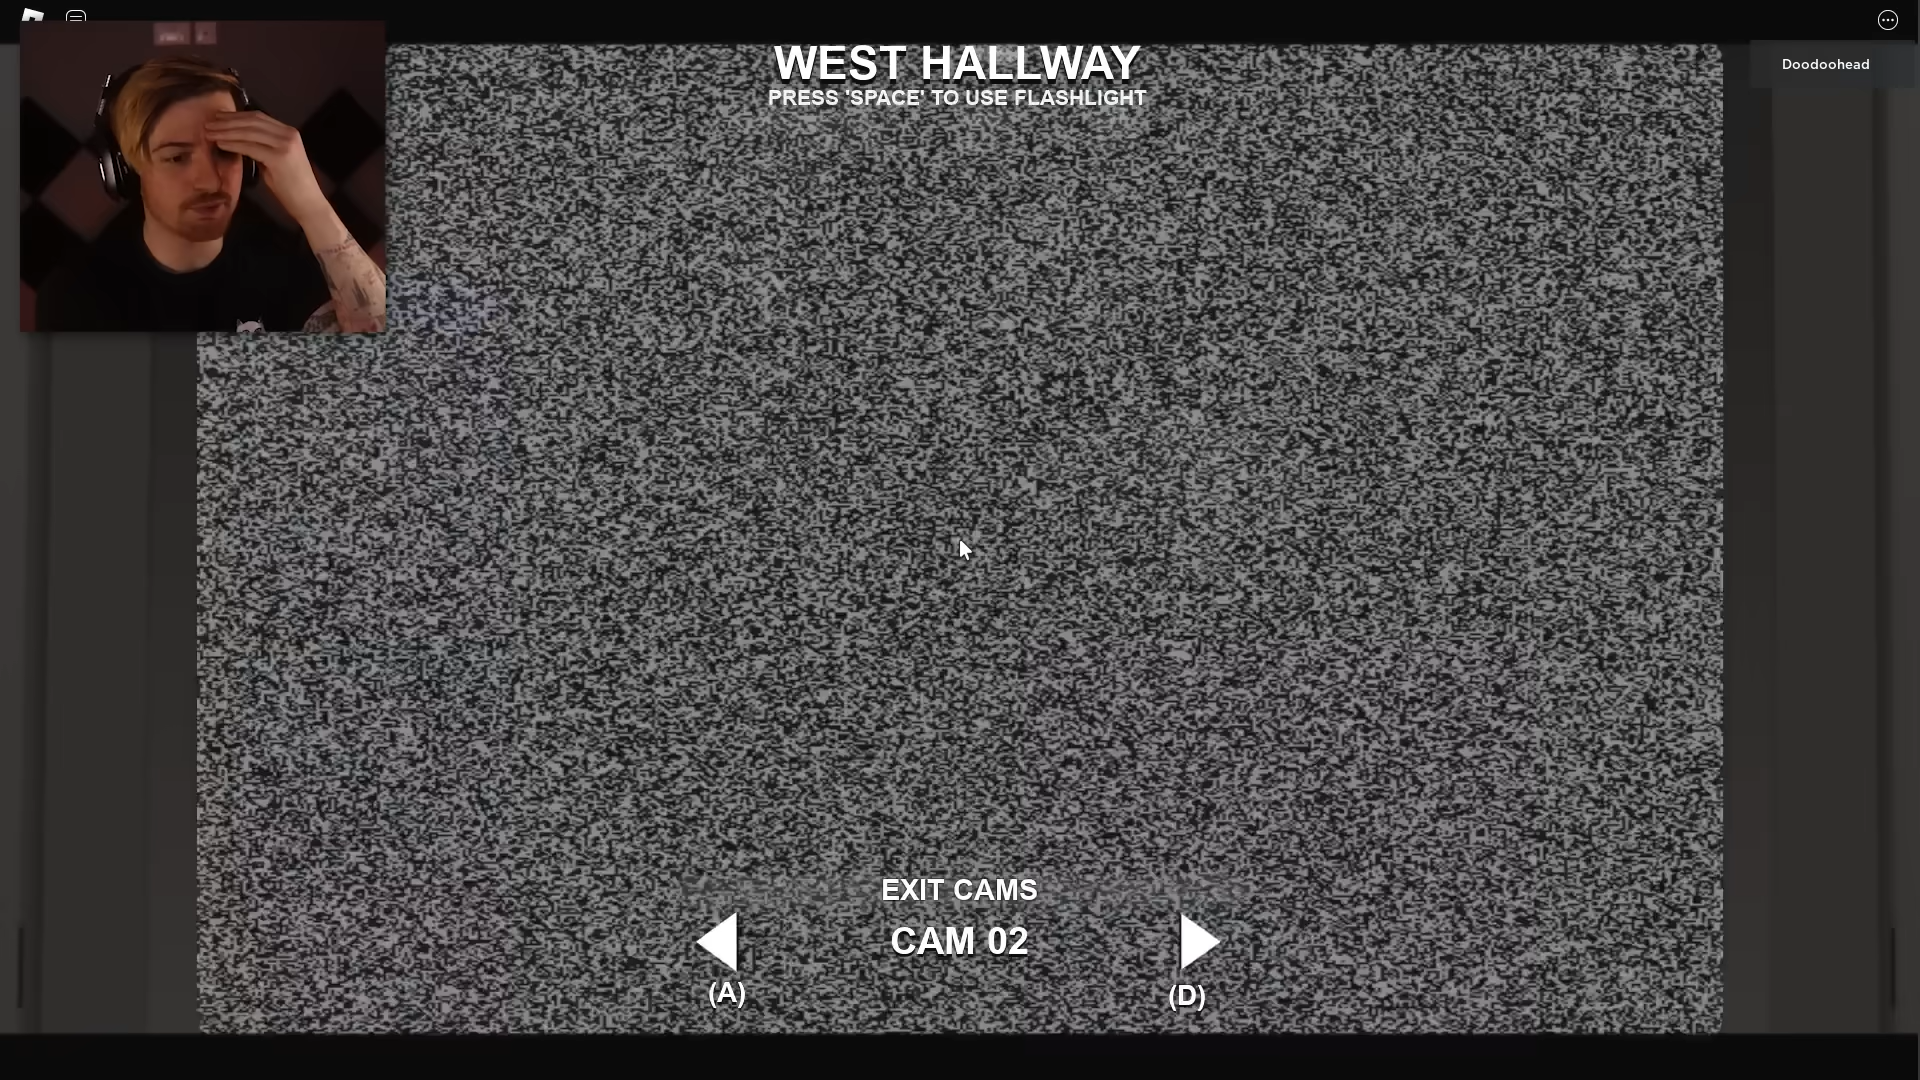 WEST HALLWAY
PRESS 'SPACE' TO USE FLASHLIGHT
Doodoohead
EXIT CAMS
CAM 02
(A)
(D)